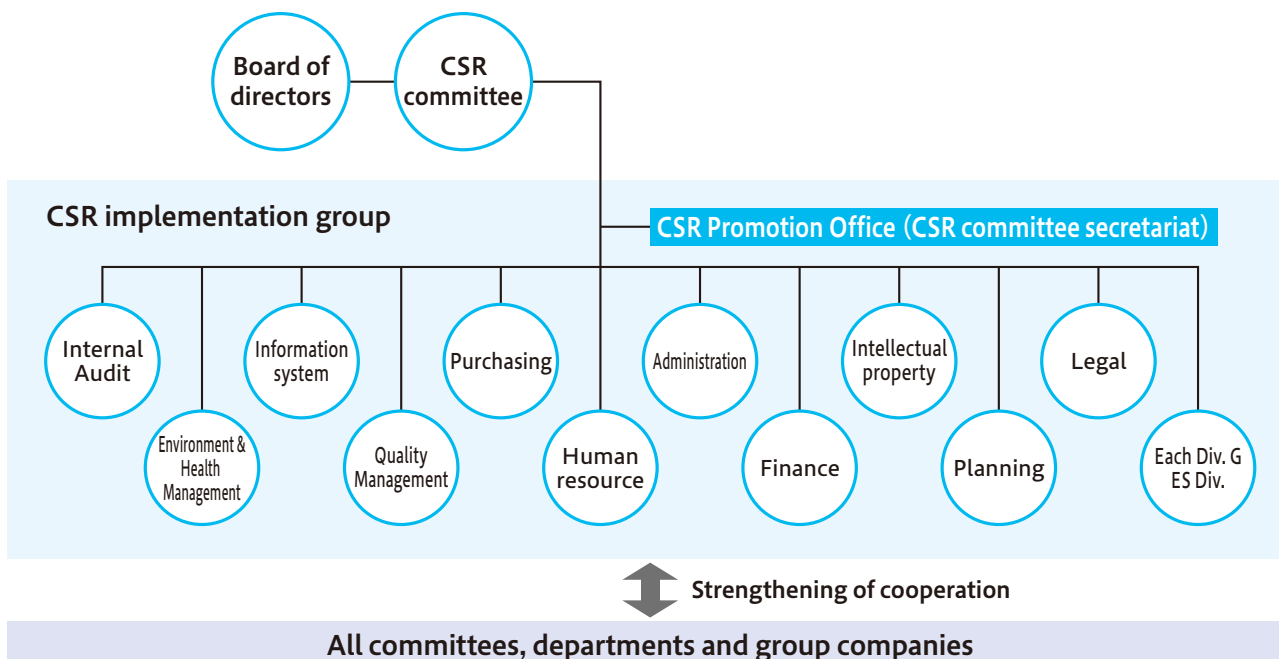 Board of
directors
CSR
committee
CSR implementation group
CSR Promotion Office (CSR committee secretariat)
Internal
Audit
Information
system
Purchasing
Administration
Intellectual
property
Legal
Environment &
Health
Management
Quality
Management
Human
resource
Finance
Planning
Each Div. G
ES Div.
Strengthening of cooperation
All committees, departments and group companies